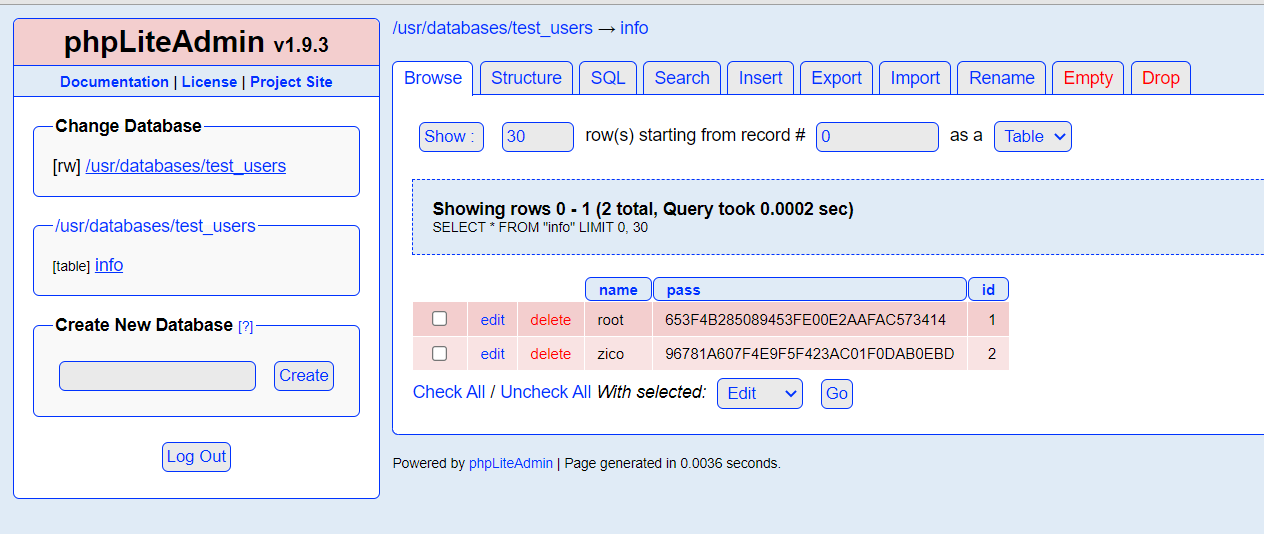 phpLiteAdmin v1.9.3
Documentation | License | Project Site
Change Database
[rw] /usr/databases/test_users
/usr/databases/test_users
[table] info
Create New Database [?]
Create
Log Out
/usr/databases/test_users → info
Browse Structure SQL Search Insert Export Import Rename Empty Drop
Show : 30 row(s) starting from record # 0 as a Table
Showing rows 0 - 1 (2 total, Query took 0.0002 sec)
SELECT * FROM "info" LIMIT 0, 30
name pass id
edit delete root 653F4B285089453FE00E2AAFAC573414 1
edit delete zico 96781A607F4E9F5F423AC01F0DAB0EBD 2
Check All / Uncheck All With selected: Edit Go
Powered by phpLiteAdmin | Page generated in 0.0036 seconds.